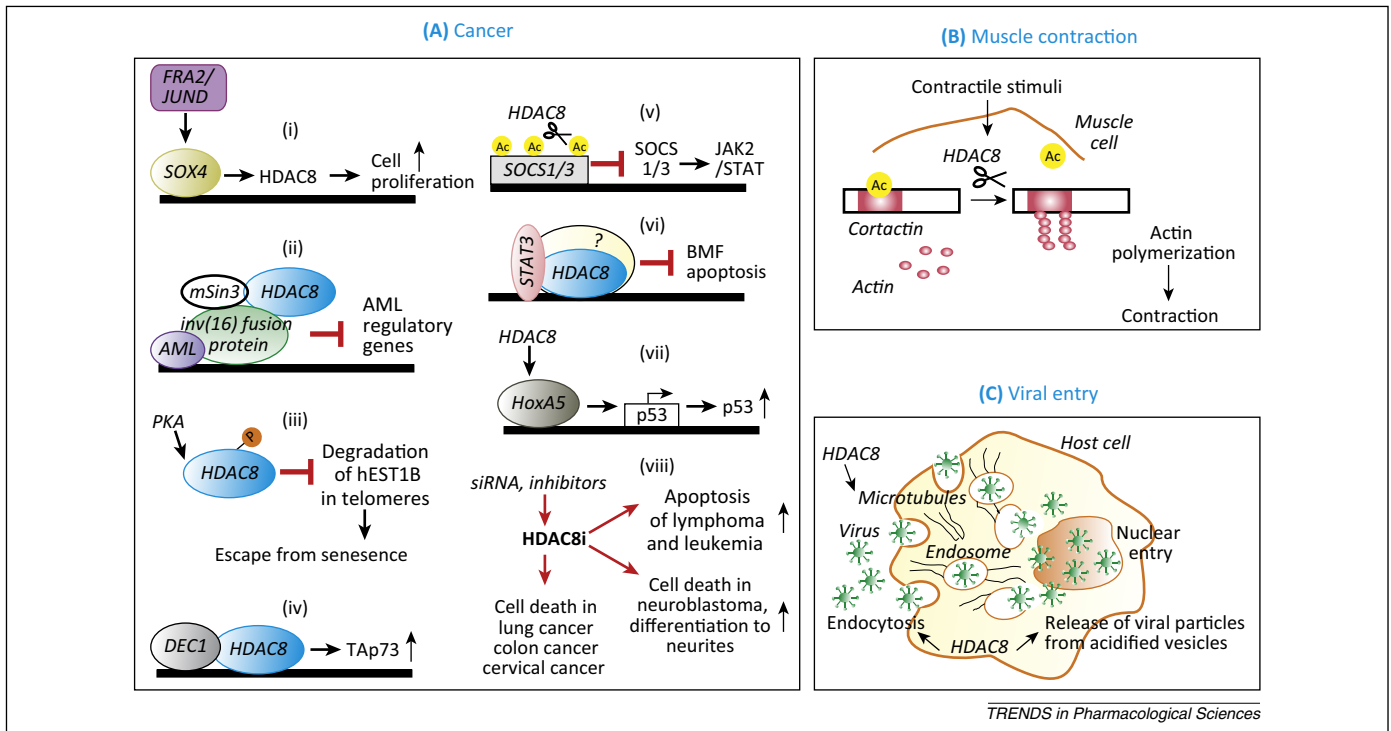 (A) Cancer
FRA2/
JUND
(i)
SOX4
HDAC8
Cell
proliferation
(ii)
mSin3
HDAC8
inv(16) fusion
protein
AML
AML
regulatory
genes
PKA
(iii)
P
HDAC8
Degradation
of hEST1B
in telomeres
Escape from senesence
(iv)
DEC1
HDAC8
TAp73
HDAC8
(v)
Ac
Ac
Ac
SOCS1/3
SOCS
1/3
JAK2
/STAT
(vi)
STAT3
?
HDAC8
BMF
apoptosis
HDAC8
(vii)
HoxA5
p53
p53
(viii)
siRNA, inhibitors
HDAC8i
Apoptosis
of lymphoma
and leukemia
Cell death in
neuroblastoma,
differentiation to
neurites
Cell death in
lung cancer
colon cancer
cervical cancer
(B) Muscle contraction
Contractile stimuli
Muscle
cell
HDAC8
Ac
Ac
Cortactin
Actin
Actin
polymerization
Contraction
(C) Viral entry
Host cell
HDAC8
Microtubules
Virus
Endosome
Nuclear
entry
Endocytosis
HDAC8
Release of viral particles
from acidified vesicles
TRENDS in Pharmacological Sciences